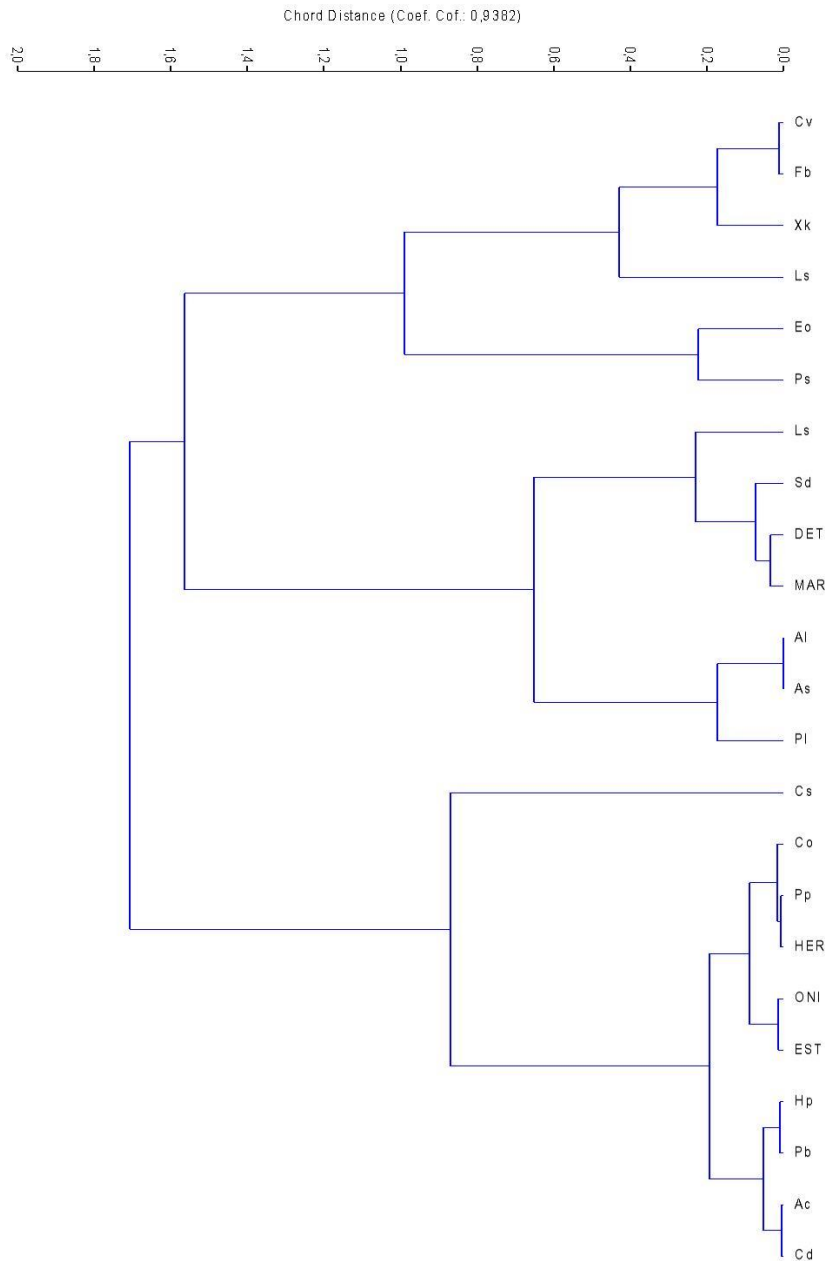 Chord Distance (Coef. Cof.: 0,9382)
2,0 1,8 1,6 1,4 1,2 1,0 0,8 0,6 0,4 0,2 0,0
Cv
Fb
Xk
Ls
Eo
Ps
Ls
Sd
DET
MAR
Al
As
Pl
Cs
Co
Pp
HER
ONI
EST
Hp
Pb
Ac
Cd